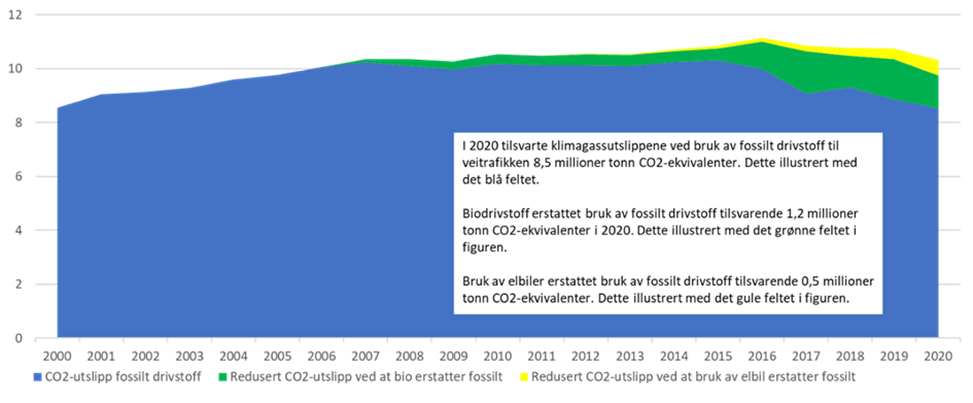 12
10
8
6
4
2
0
I 2020 tilsvarte klimagassutslippene ved bruk av fossilt drivstoff til
veitrafikken 8,5 millioner tonn CO2-ekvivalenter. Dette illustrert med
det blå feltet.
Biodrivstoff erstattet bruk av fossilt drivstoff tilsvarende 1,2 millioner
tonn CO2-ekvivalenter i 2020. Dette illustrert med det grønne feltet i
figuren.
Bruk av elbiler erstattet bruk av fossilt drivstoff tilsvarende 0,5 millioner
tonn CO2-ekvivalenter. Dette illustrert med det gule feltet i figuren.
2000 2001 2002 2003 2004 2005 2006 2007 2008 2009 2010 2011 2012 2013 2014 2015 2016 2017 2018 2019 2020
CO2-utslipp fossilt drivstoff Redusert CO2-utslipp ved at bio erstatter fossilt Redusert CO2-utslipp ved at bruk av elbil erstatter fossilt